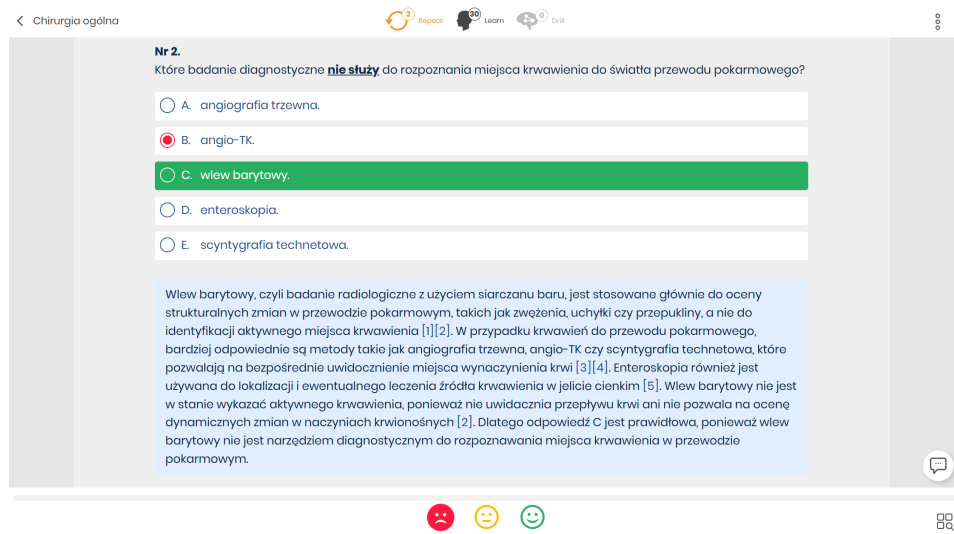 Chirurgia ogólna
2 Repeat 30 Learn 0 Drill
Nr 2.
Które badanie diagnostyczne nie służy do rozpoznania miejsca krwawienia do światła przewodu pokarmowego?
A. angiografia trzewna.
B. angio-TK.
C. wlew barytowy.
D. enteroskopia.
E. scyntygrafia technetowa.
Wlew barytowy, czyli badanie radiologiczne z użyciem siarczanu baru, jest stosowane głównie do oceny
strukturalnych zmian w przewodzie pokarmowym, takich jak zwężenia, uchyłki czy przepukliny, a nie do
identyfikacji aktywnego miejsca krwawienia [1][2]. W przypadku krwawień do przewodu pokarmowego,
bardziej odpowiednie są metody takie jak angiografia trzewna, angio-TK czy scyntygrafia technetowa, które
pozwalają na bezpośrednie uwidocznienie miejsca wynaczynienia krwi [3][4]. Enteroskopia również jest
używana do lokalizacji i ewentualnego leczenia źródła krwawienia w jelicie cienkim [5]. Wlew barytowy nie jest
w stanie wykazać aktywnego krwawienia, ponieważ nie uwidacznia przepływu krwi ani nie pozwala na ocenę
dynamicznych zmian w naczyniach krwionośnych [2]. Dlatego odpowiedź C jest prawidłowa, ponieważ wlew
barytowy nie jest narzędziem diagnostycznym do rozpoznawania miejsca krwawienia w przewodzie
pokarmowym.